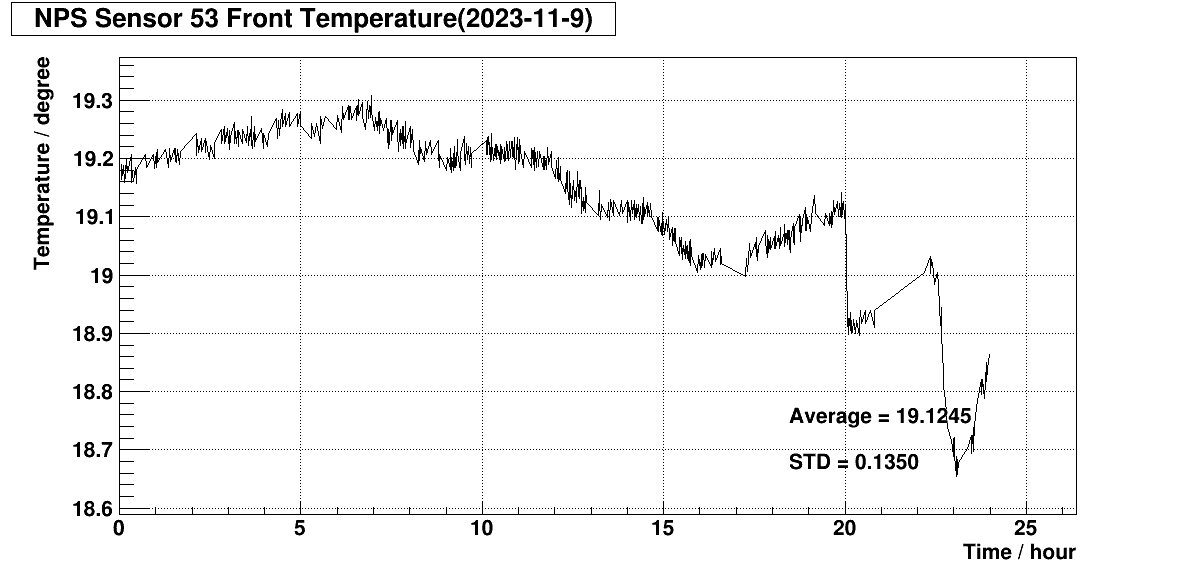 NPS Sensor 53 Front Temperature(2023-11-9)
Temperature / degree
19.3
19.2
19.1
19
18.9
18.8
18.7
18.6
Average = 19.1245
STD = 0.1350
0 5 10 15 20 25
Time / hour